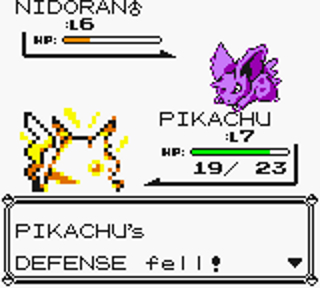 NIDORAN♂
:L6
HP:
PIKACHU
:L7
HP:
19/ 23
PIKACHU's
DEFENSE fell!